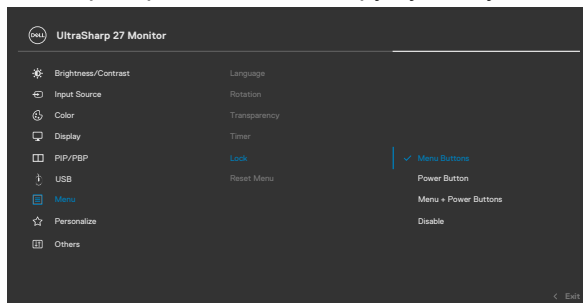 DELL UltraSharp 27 Monitor
Brightness/Contrast
Input Source
Color
Display
PIP/PBP
USB
Menu
Personalize
Others
Language
Rotation
Transparency
Timer
Lock
Reset Menu
Menu Buttons
Power Button
Menu + Power Buttons
Disable
Exit